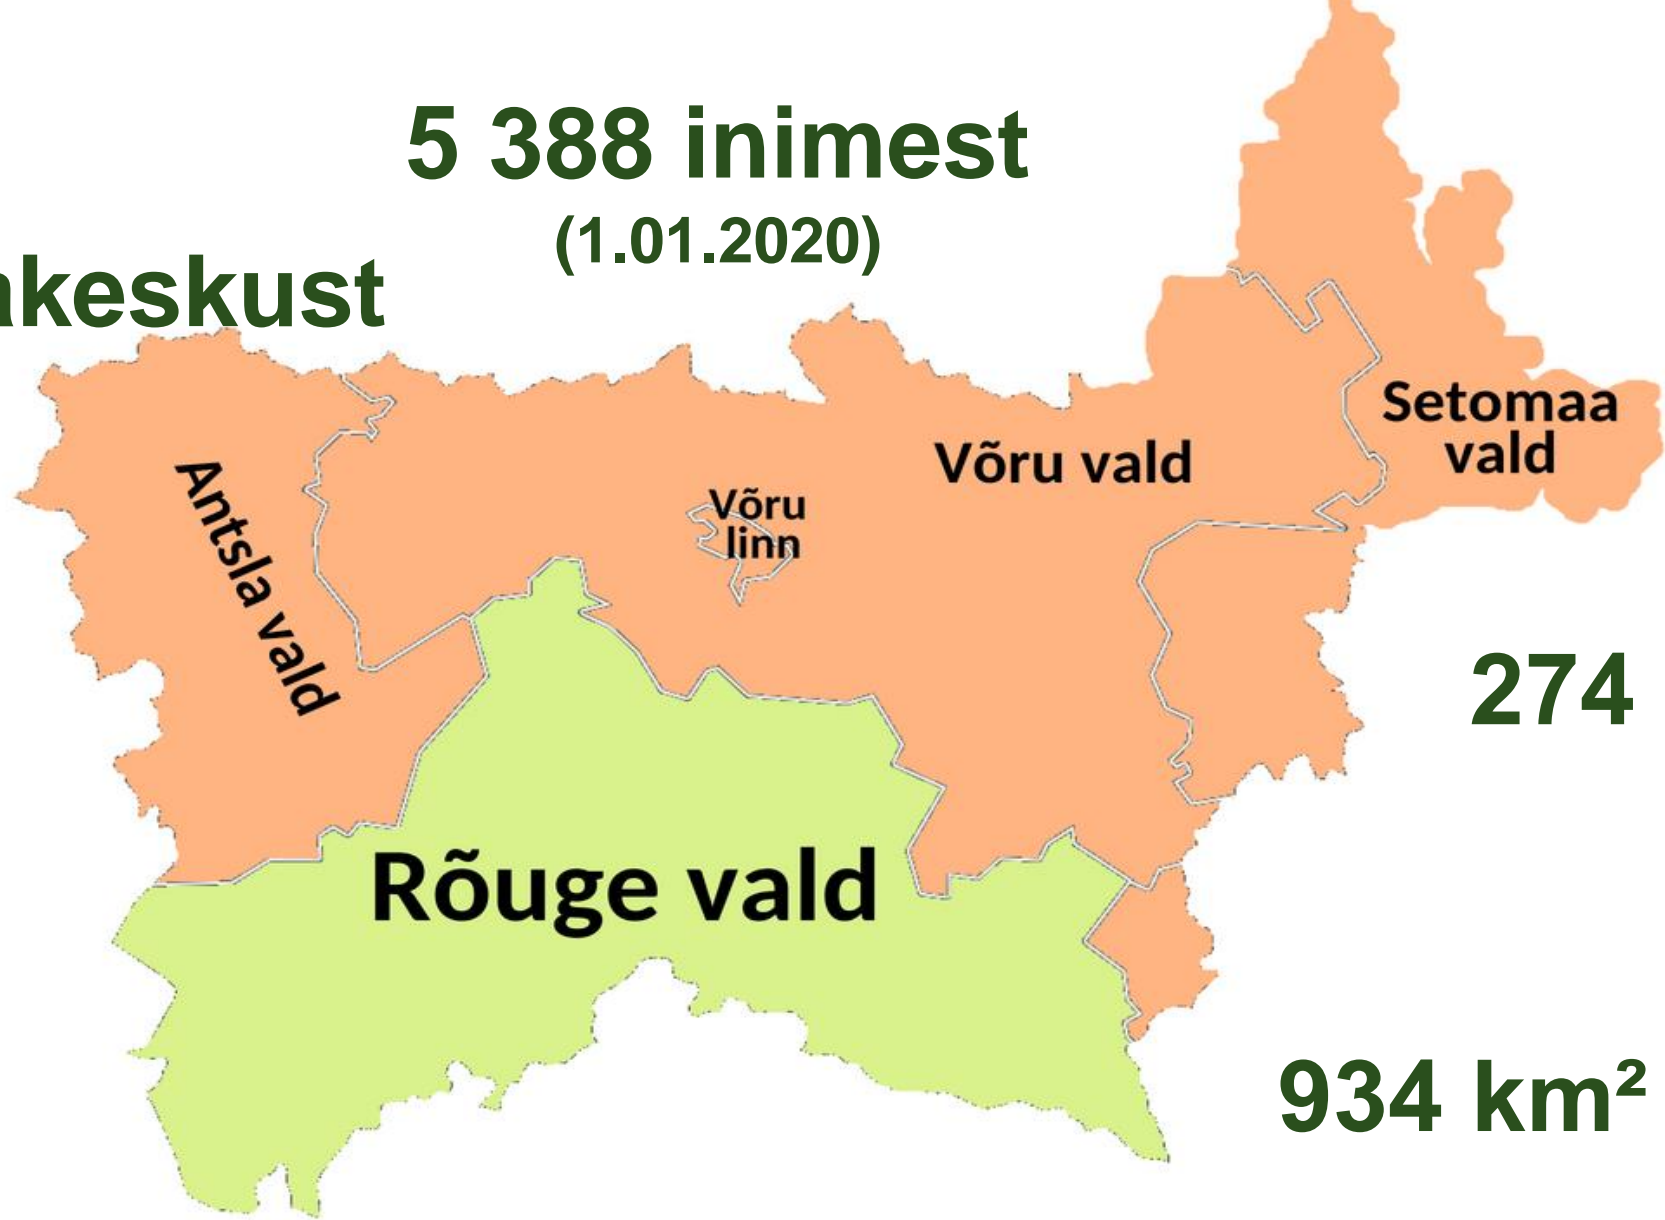 5 388 inimest
(1.01.2020)
akeskust
Setomaa
vald
Võru vald
Võru
linn
Antsla vald
274
Rõuge vald
934 km²